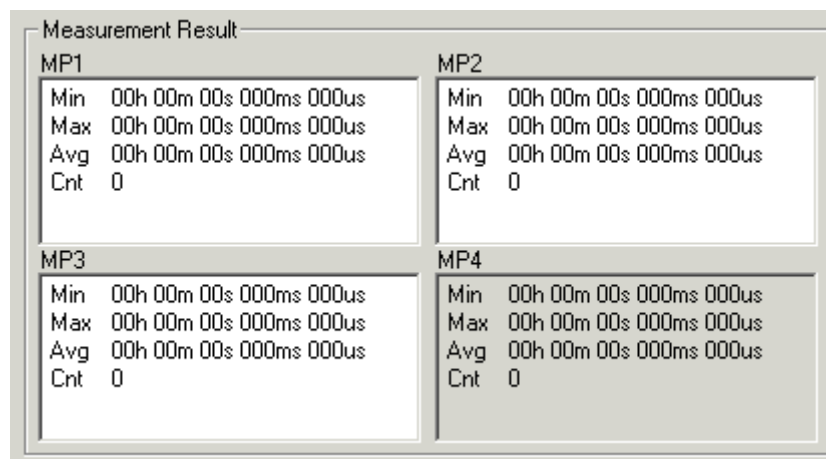 Measurement Result
MP1
Min 00h 00m 00s 000ms 000us
Max 00h 00m 00s 000ms 000us
Avg 00h 00m 00s 000ms 000us
Cnt 0
MP2
Min 00h 00m 00s 000ms 000us
Max 00h 00m 00s 000ms 000us
Avg 00h 00m 00s 000ms 000us
Cnt 0
MP3
Min 00h 00m 00s 000ms 000us
Max 00h 00m 00s 000ms 000us
Avg 00h 00m 00s 000ms 000us
Cnt 0
MP4
Min 00h 00m 00s 000ms 000us
Max 00h 00m 00s 000ms 000us
Avg 00h 00m 00s 000ms 000us
Cnt 0